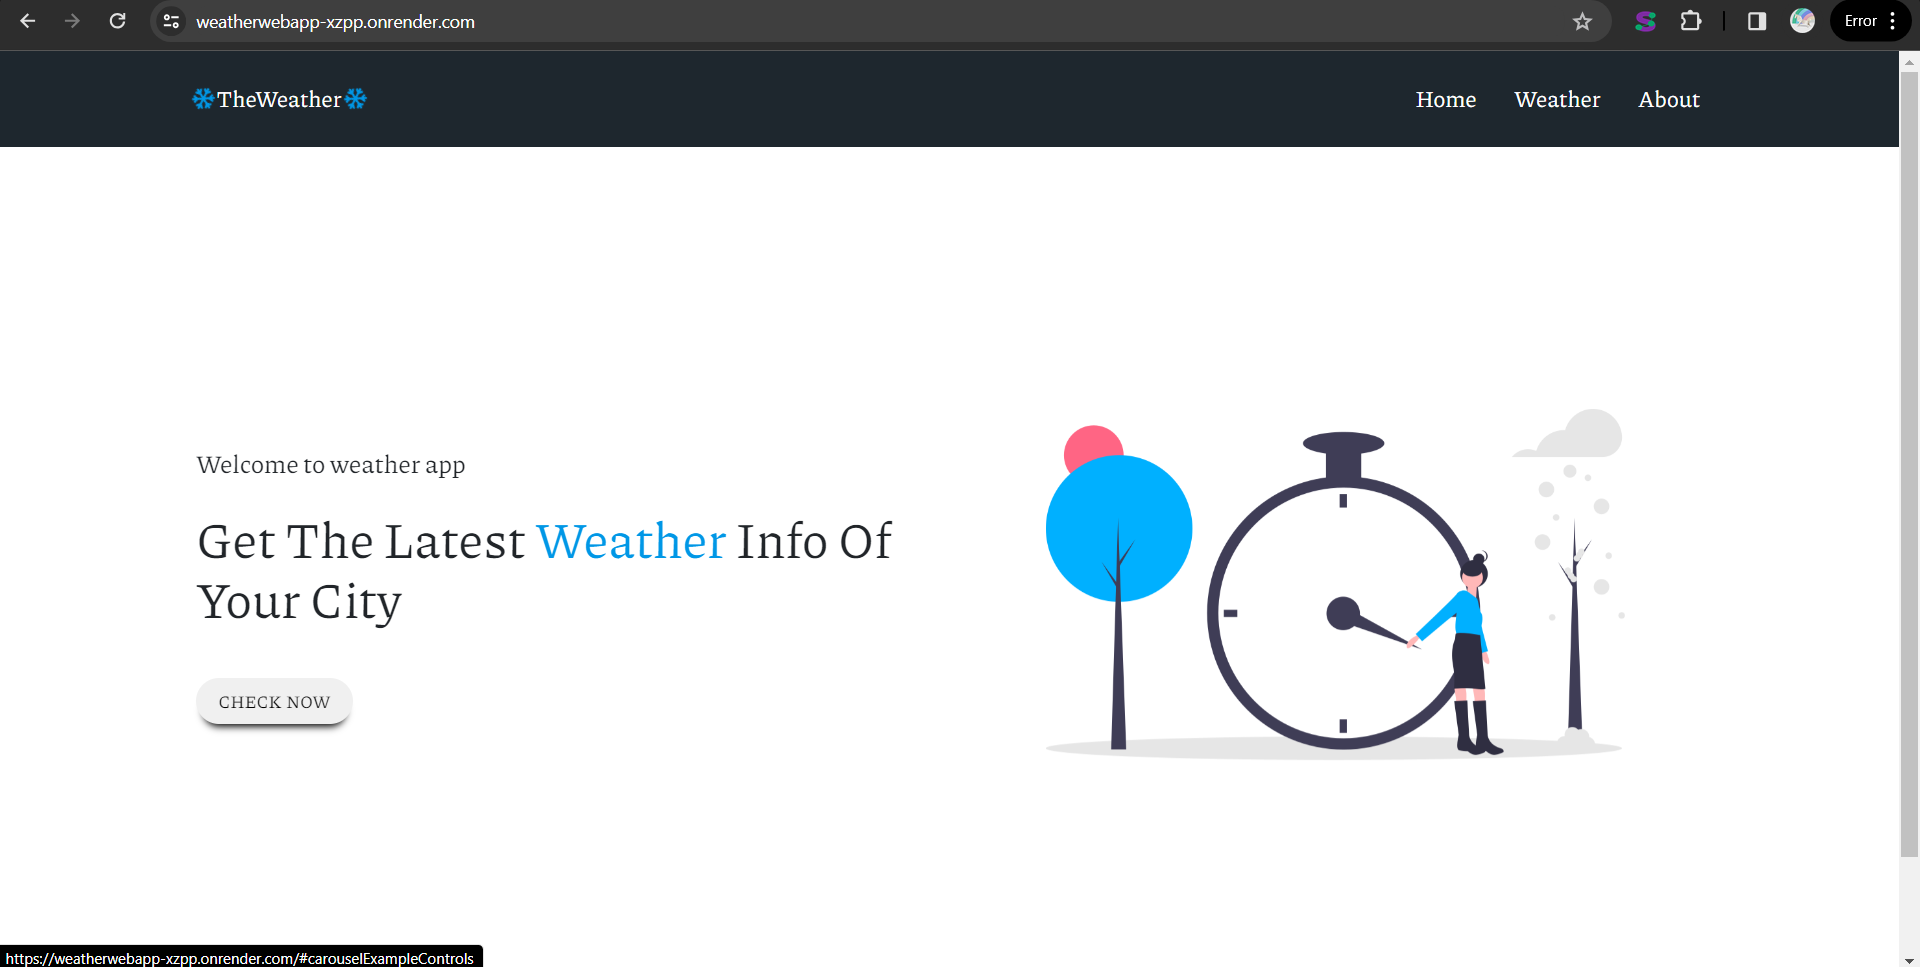 weatherwebapp-xzpp.onrender.com
Error
TheWeather
Home Weather About
Welcome to weather app
Get The Latest Weather Info Of
Your City
CHECK NOW
https://weatherwebapp-xzpp.onrender.com/#carouselExampleControls